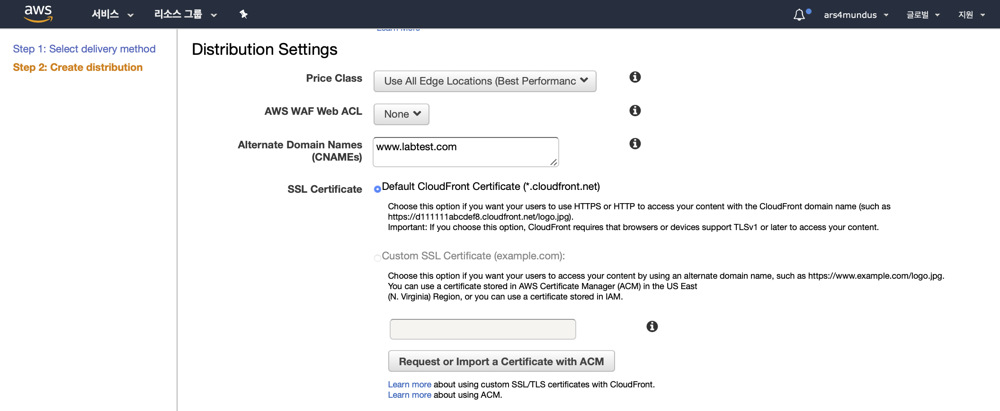 aws
서비스
리소스 그룹
ars4mundus
글로벌
지원
Learn More
Step 1: Select delivery method
Step 2: Create distribution
Distribution Settings
Price Class
Use All Edge Locations (Best Performanc
AWS WAF Web ACL
None
Alternate Domain Names
(CNAMEs)
www.labtest.com
SSL Certificate
Default CloudFront Certificate (*.cloudfront.net)
Choose this option if you want your users to use HTTPS or HTTP to access your content with the CloudFront domain name (such as
https://d111111abcdef8.cloudfront.net/logo.jpg).
Important: If you choose this option, CloudFront requires that browsers or devices support TLSv1 or later to access your content.
Custom SSL Certificate (example.com):
Choose this option if you want your users to access your content by using an alternate domain name, such as https://www.example.com/logo.jpg.
You can use a certificate stored in AWS Certificate Manager (ACM) in the US East
(N. Virginia) Region, or you can use a certificate stored in IAM.
Request or Import a Certificate with ACM
Learn more about using custom SSL/TLS certificates with CloudFront.
Learn more about using ACM.